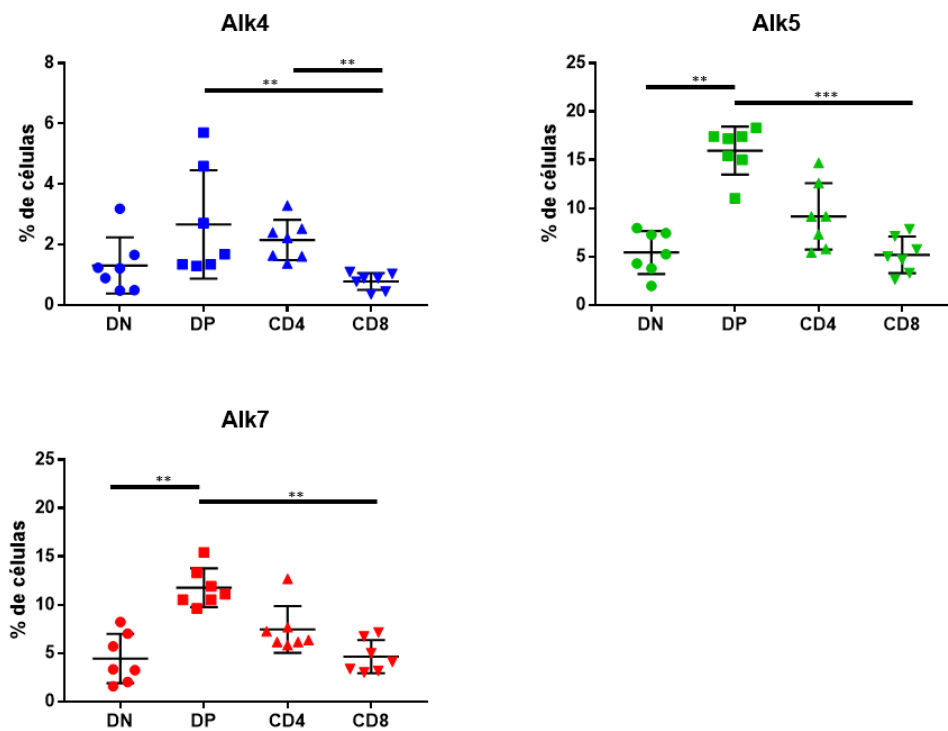 Alk4
% de células
8
6
4
2
0
**
**
DN DP CD4 CD8
Alk5
% de células
25
20
15
10
5
0
**
***
DN DP CD4 CD8
Alk7
% de células
25
20
15
10
5
0
**
**
DN DP CD4 CD8